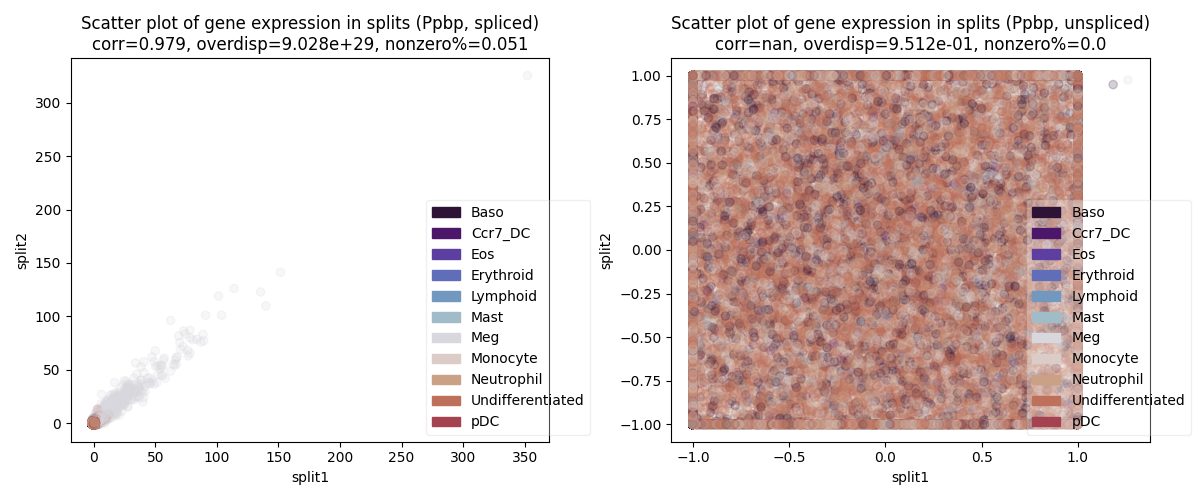 Scatter plot of gene expression in splits (Ppbp, spliced)
corr=0.979, overdisp=9.028e+29, nonzero%=0.051
split2
300
250
200
150
100
50
0
0 50 100 150 200 250 300 350
split1
Baso
Ccr7_DC
Eos
Erythroid
Lymphoid
Mast
Meg
Monocyte
Neutrophil
Undifferentiated
pDC
Scatter plot of gene expression in splits (Ppbp, unspliced)
corr=nan, overdisp=9.512e-01, nonzero%=0.0
split2
1.00
0.75
0.50
0.25
0.00
−0.25
−0.50
−0.75
−1.00
−1.0 −0.5 0.0 0.5 1.0
split1
Baso
Ccr7_DC
Eos
Erythroid
Lymphoid
Mast
Meg
Monocyte
Neutrophil
Undifferentiated
pDC